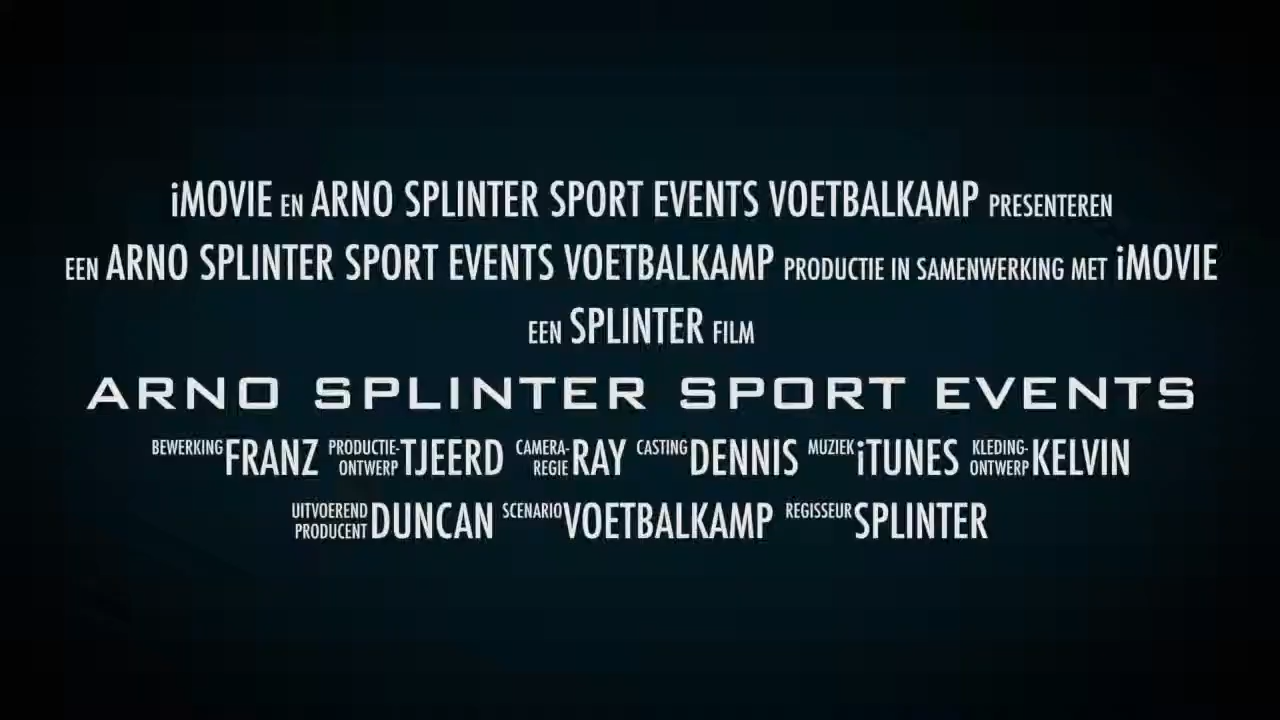 iMOVIE EN ARNO SPLINTER SPORT EVENTS VOETBALKAMP PRESENTEREN
EEN ARNO SPLINTER SPORT EVENTS VOETBALKAMP PRODUCTIE IN SAMENWERKING MET iMOVIE
EEN SPLINTER FILM
ARNO SPLINTER SPORT EVENTS
BEWERKING FRANZ PRODUCTIE-ONTWERP TJEERD CAMERA-REGIE RAY CASTING DENNIS MUZIEK iTUNES KLEDING-ONTWERP KELVIN
UITVOEREND PRODUCENT DUNCAN SCENARIO VOETBALKAMP REGISSEUR SPLINTER